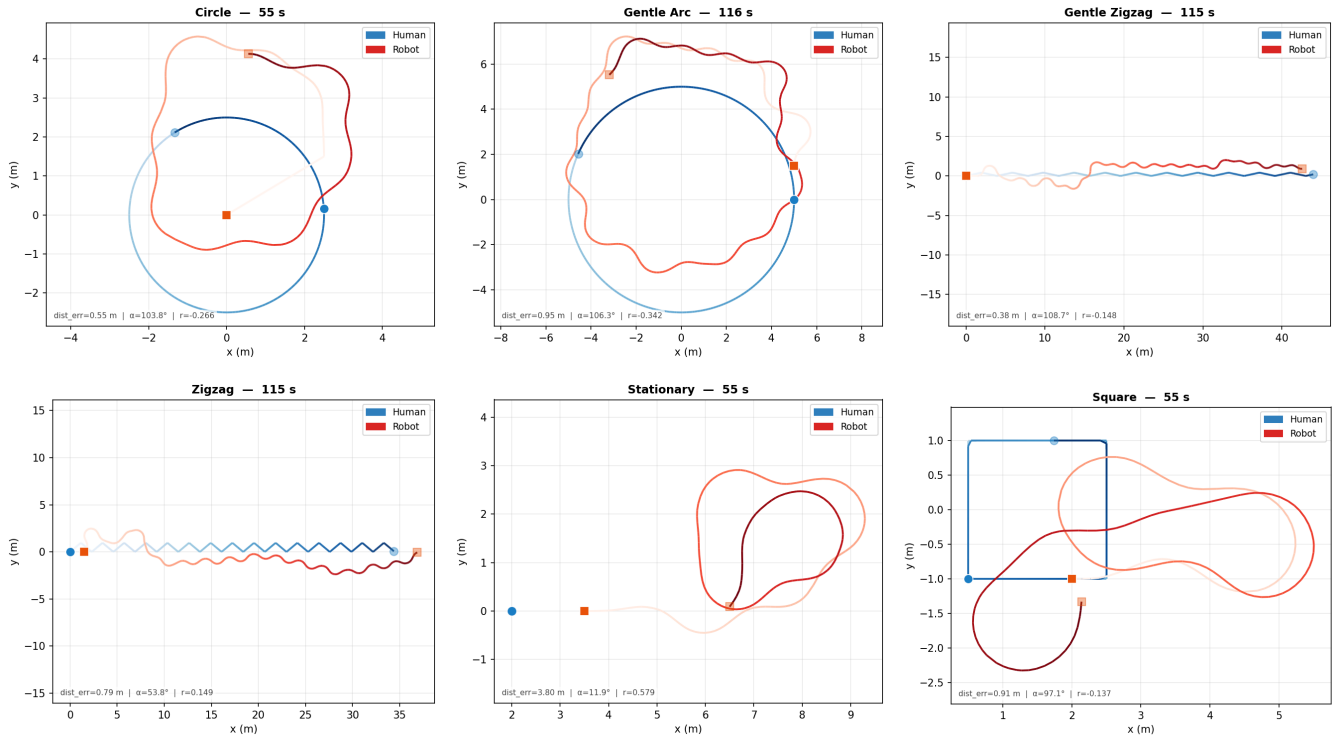 Circle — 55 s
Human
Robot
y (m)
4
3
2
1
0
−1
−2
dist_err=0.55 m | α=103.8° | r=-0.266
−4
−2
0
2
4
x (m)
Gentle Arc — 116 s
Human
Robot
y (m)
6
4
2
0
−2
−4
dist_err=0.95 m | α=106.3° | r=-0.342
−8
−6
−4
−2
0
2
4
6
8
x (m)
Gentle Zigzag — 115 s
Human
Robot
y (m)
15
10
5
0
−5
−10
−15
dist_err=0.38 m | α=108.7° | r=-0.148
0
10
20
30
40
x (m)
Zigzag — 115 s
Human
Robot
y (m)
15
10
5
0
−5
−10
−15
dist_err=0.79 m | α=53.8° | r=0.149
0
5
10
15
20
25
30
35
x (m)
Stationary — 55 s
Human
Robot
y (m)
4
3
2
1
0
−1
dist_err=3.80 m | α=11.9° | r=0.579
2
3
4
5
6
7
8
9
x (m)
Square — 55 s
Human
Robot
y (m)
1.0
0.5
0.0
−0.5
−1.0
−1.5
−2.0
−2.5
dist_err=0.91 m | α=97.1° | r=-0.137
1
2
3
4
5
x (m)